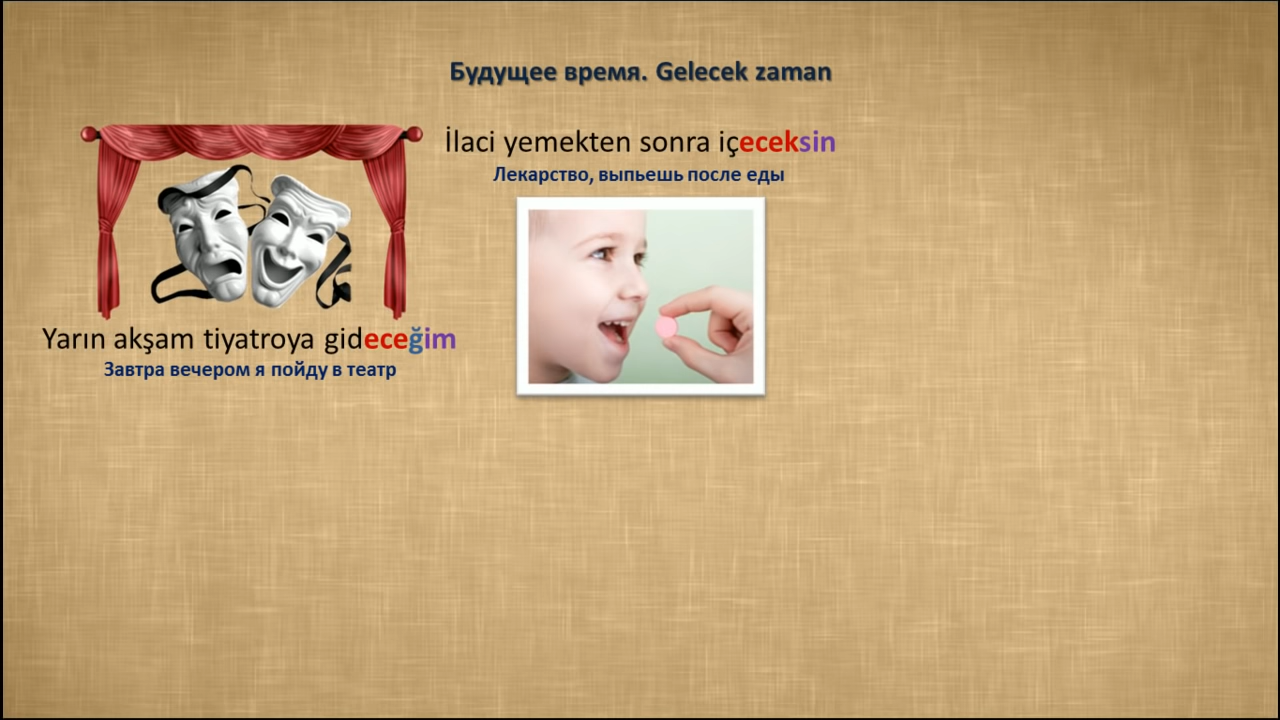 Будущее время. Gelecek zaman
İlaci yemekten sonra içeceksin
Лекарство, выпьешь после еды
Yarın akşam tiyatroya gideceğim
Завтра вечером я пойду в театр